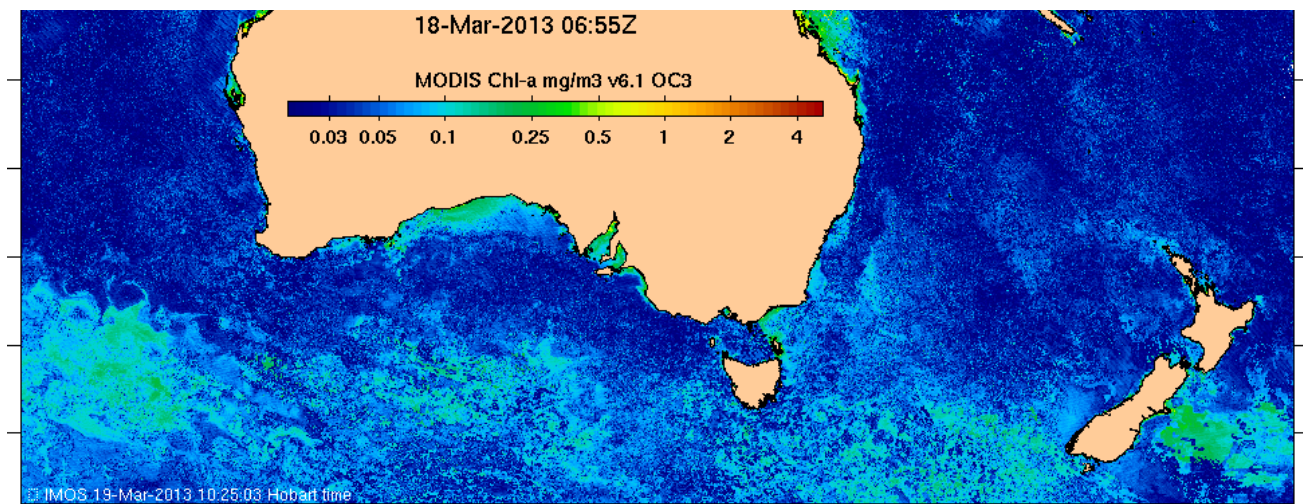 18-Mar-2013 06:55Z
MODIS Chl-a mg/m3 v6.1 OC3
0.03 0.05 0.1 0.25 0.5 1 2 4
IMOS 19-Mar-2013 10:25:03 Hobart time